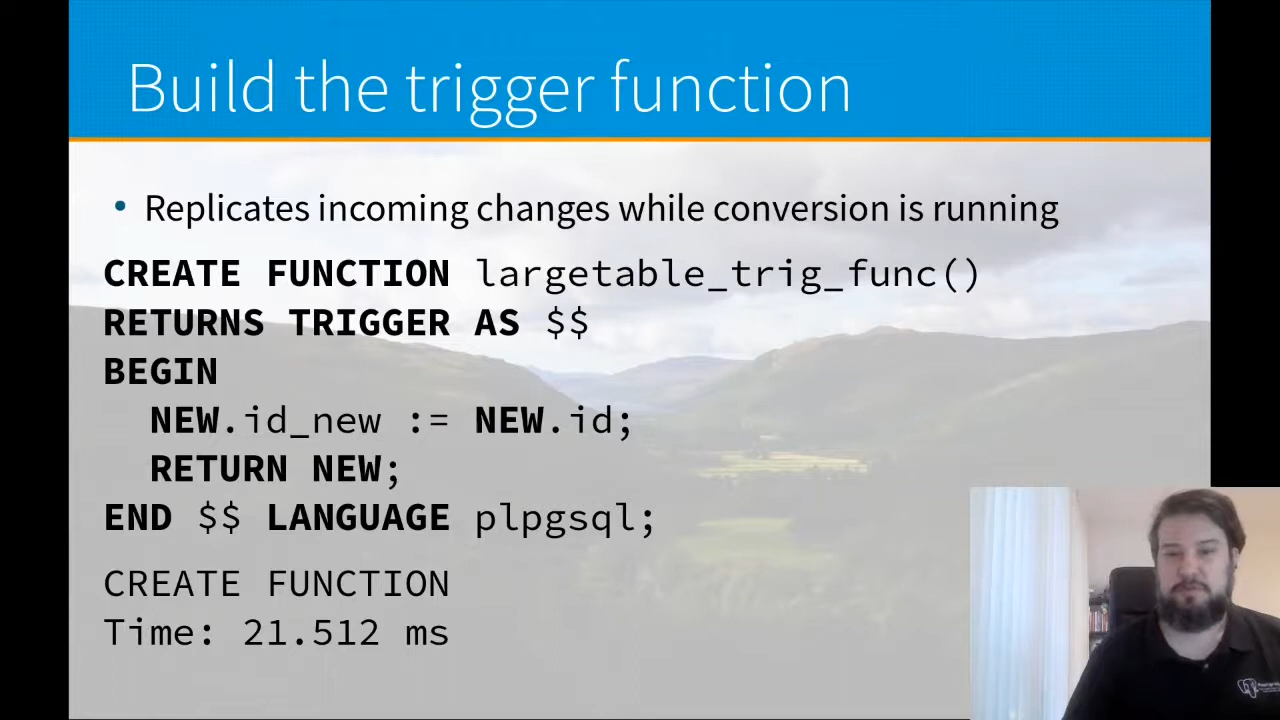 Build the trigger function
• Replicates incoming changes while conversion is running
CREATE FUNCTION largetable_trig_func()
RETURNS TRIGGER AS $$
BEGIN
  NEW.id_new := NEW.id;
  RETURN NEW;
END $$ LANGUAGE plpgsql;
CREATE FUNCTION
Time: 21.512 ms